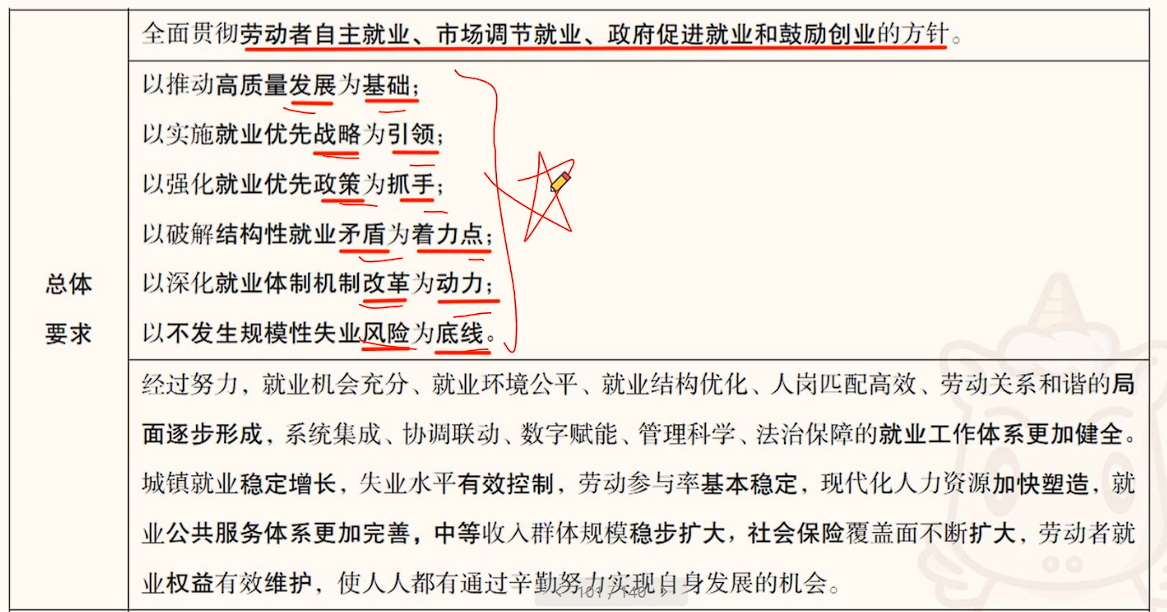 全面贯彻劳动者自主就业、市场调节就业、政府促进就业和鼓励创业的方针。
以推动高质量发展为基础;
以实施就业优先战略为引领;
以强化就业优先政策为抓手;
以破解结构性就业矛盾为着力点;
以深化就业体制机制改革为动力;
以不发生规模性失业风险为底线。
总体
要求
经过努力，就业机会充分、就业环境公平、就业结构优化、人岗匹配高效、劳动关系和谐的局
面逐步形成，系统集成、协调联动、数字赋能、管理科学、法治保障的就业工作体系更加健全。
城镇就业稳定增长，失业水平有效控制，劳动参与率基本稳定，现代化人力资源加快塑造，就
业公共服务体系更加完善，中等收入群体规模稳步扩大，社会保险覆盖面不断扩大，劳动者就
业权益有效维护，使人人都有通过辛勤努力实现自身发展的机会。
101 / 140